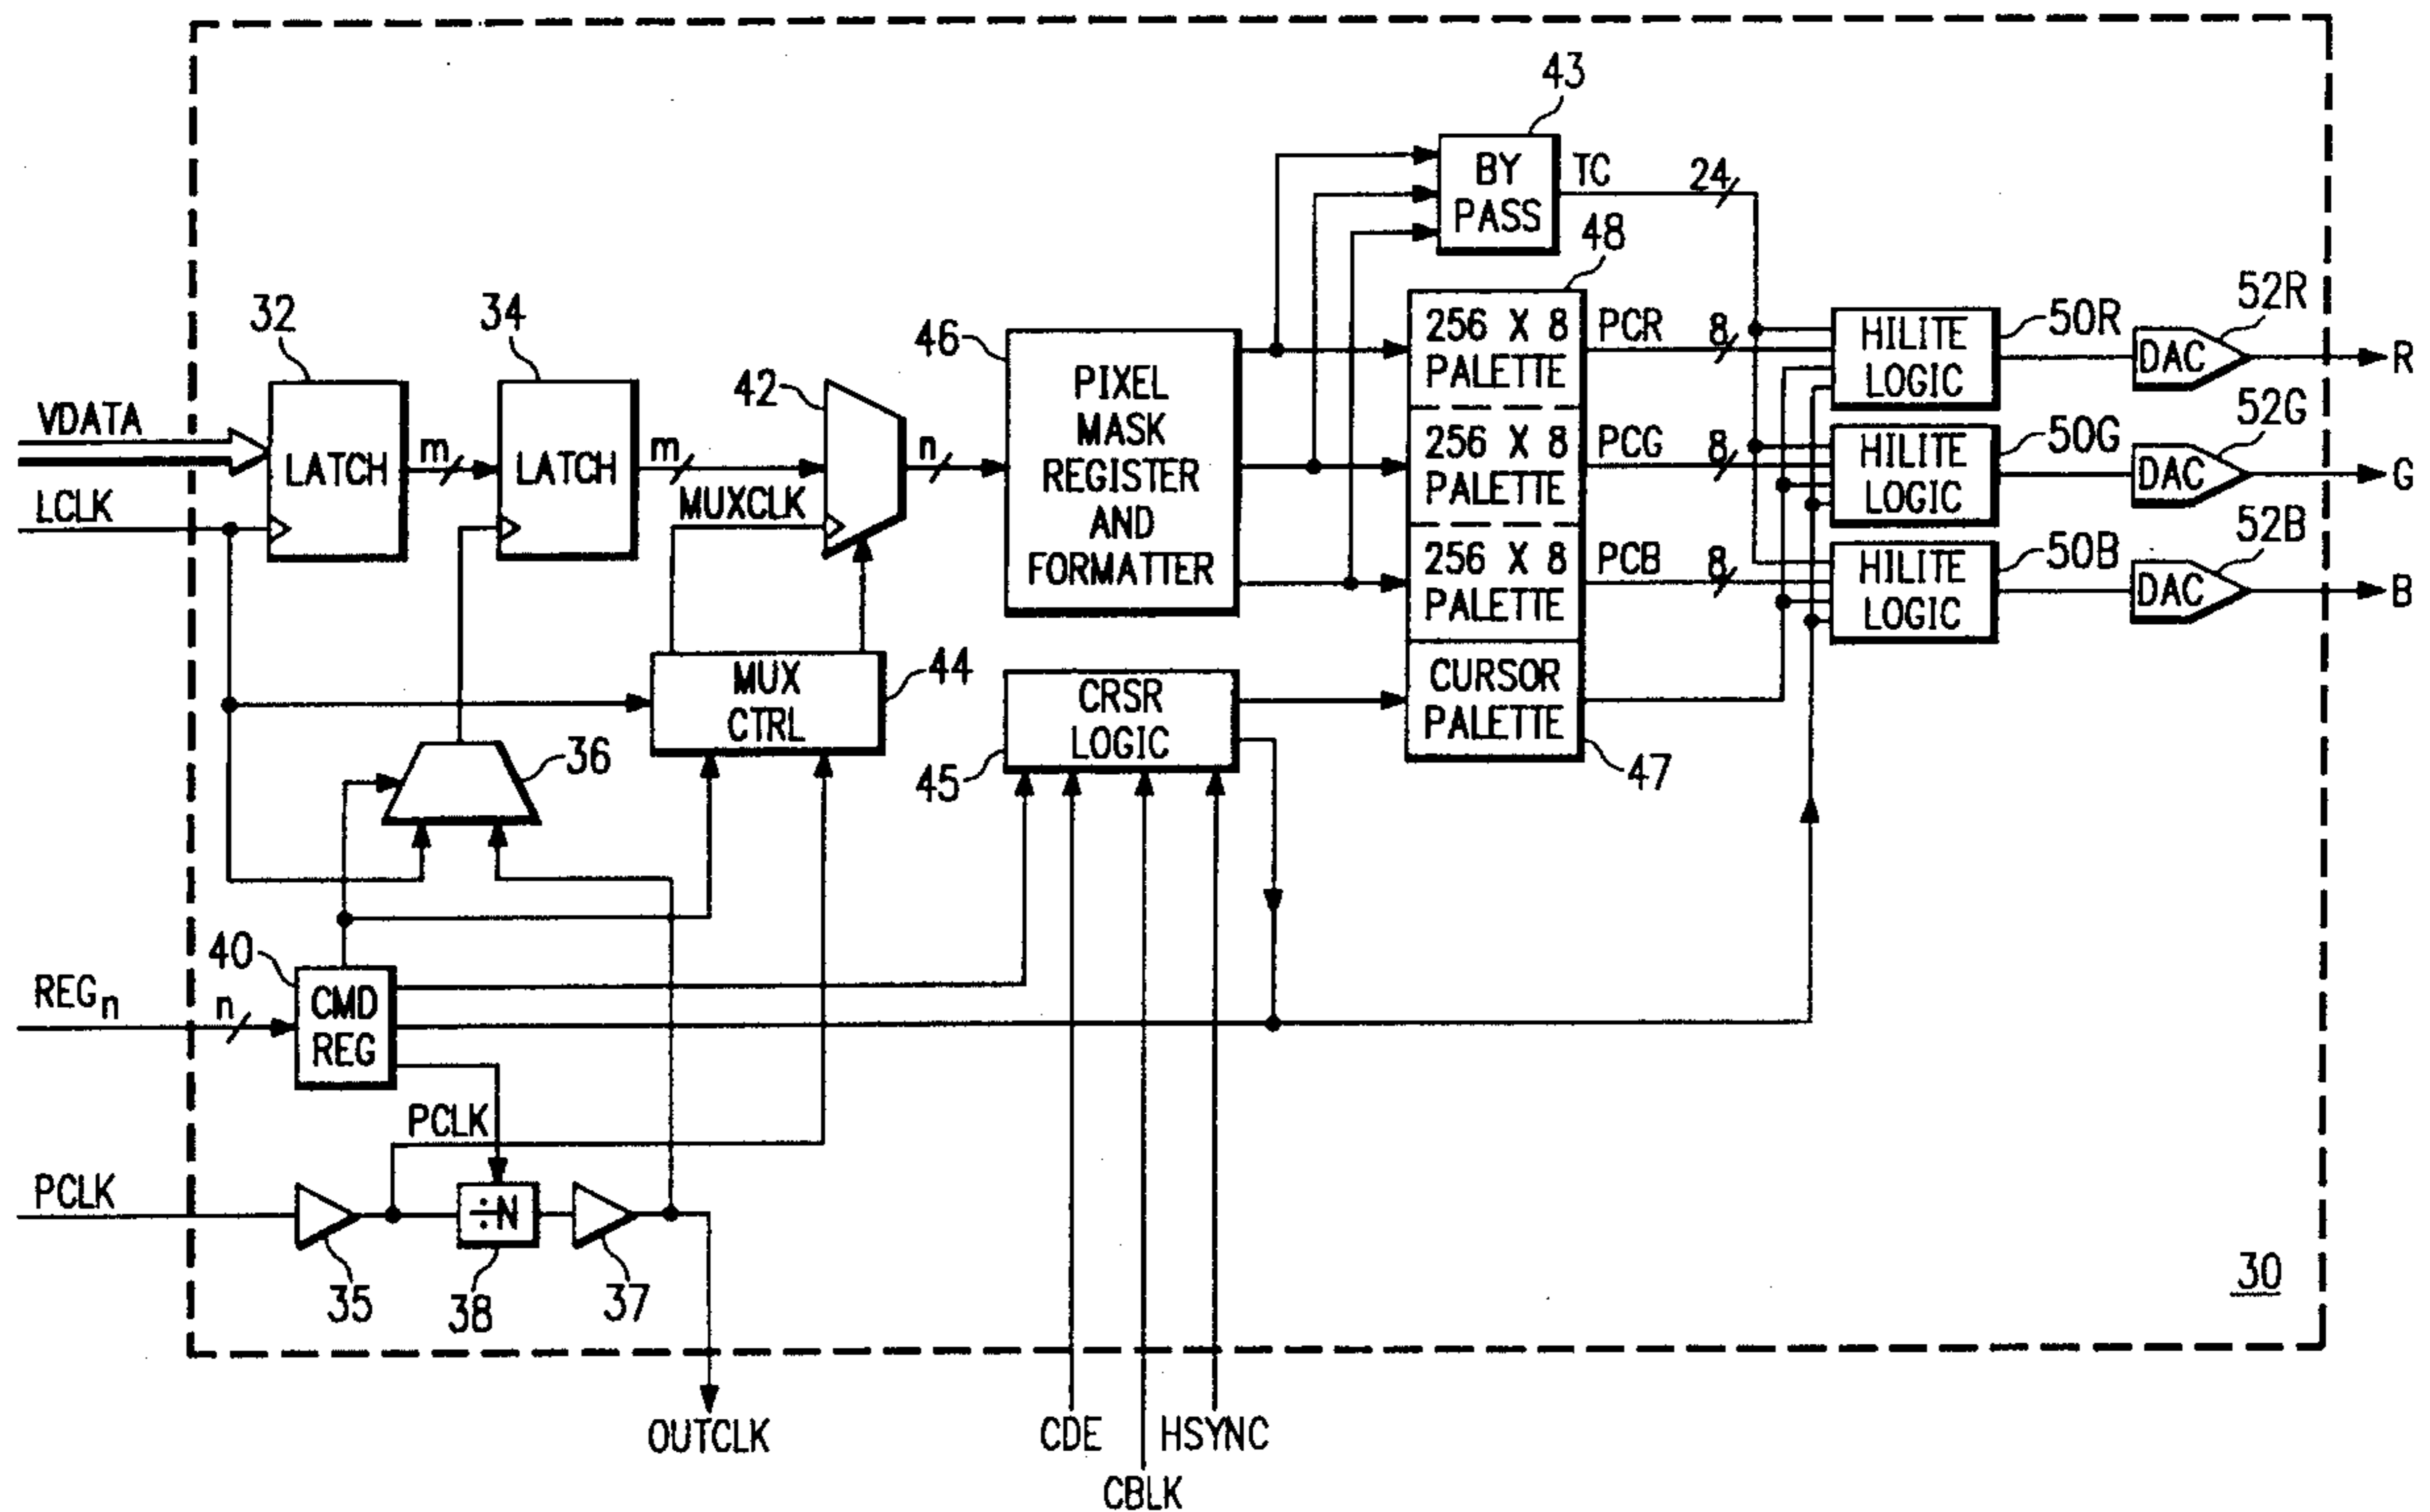 43
BY
PASS
TC
24
48
32
34
42
46
VDATA
LCLK
LATCH
m
LATCH
m
MUXCLK
n
PIXEL
MASK
REGISTER
AND
FORMATTER
256 X 8
PALETTE
PCR
8
256 X 8
PALETTE
PCG
8
256 X 8
PALETTE
PCB
8
CURSOR
PALETTE
47
HILITE
LOGIC
50R
DAC
52R
R
HILITE
LOGIC
50G
DAC
52G
G
HILITE
LOGIC
50B
DAC
52B
B
MUX
CTRL
44
CRSR
LOGIC
45
36
40
REGn
n
CMD
REG
PCLK
PCLK
÷N
35
38
37
30
OUTCLK
CDE
HSYNC
CBLK